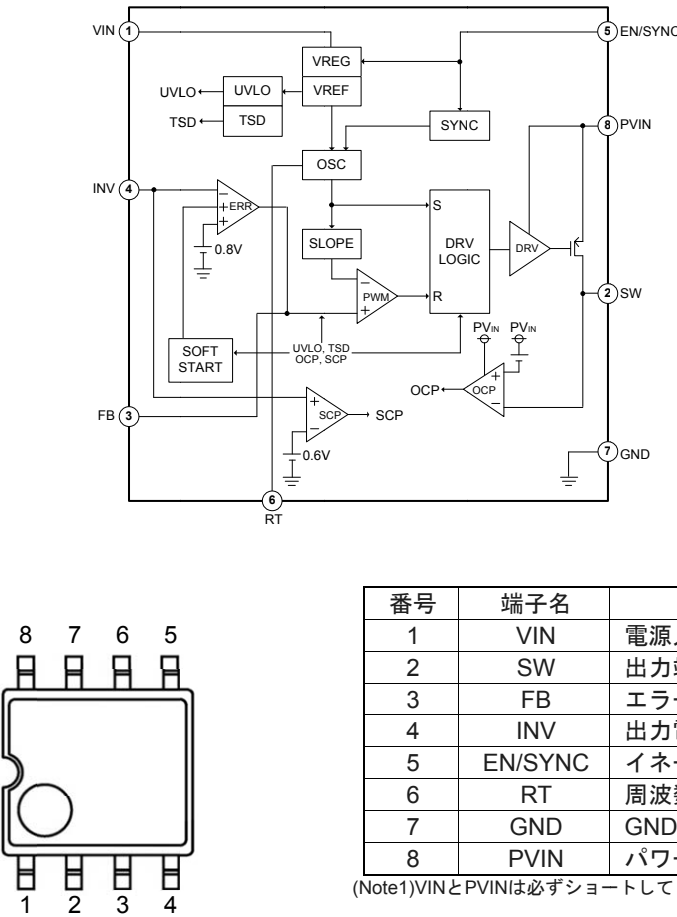 VIN 1
5 EN/SYNC
VREG
UVLO
UVLO
VREF
TSD
TSD
SYNC
8 PVIN
OSC
INV 4
−
+ERR
+
0.8V
S
SLOPE
DRV
LOGIC
DRV
−
PWM
+
R
2 SW
PVIN PVIN
SOFT
START
UVLO, TSD
OCP, SCP
OCP
+
OCP
−
FB 3
+
SCP
−
SCP
0.6V
7 GND
6
RT
8 7 6 5
1 2 3 4
番号 端子名
1 VIN 電源
2 SW 出力
3 FB エラ
4 INV 出力
5 EN/SYNC イネ
6 RT 周波
7 GND GND
8 PVIN パワ
(Note1)VINとPVINは必ずショートして